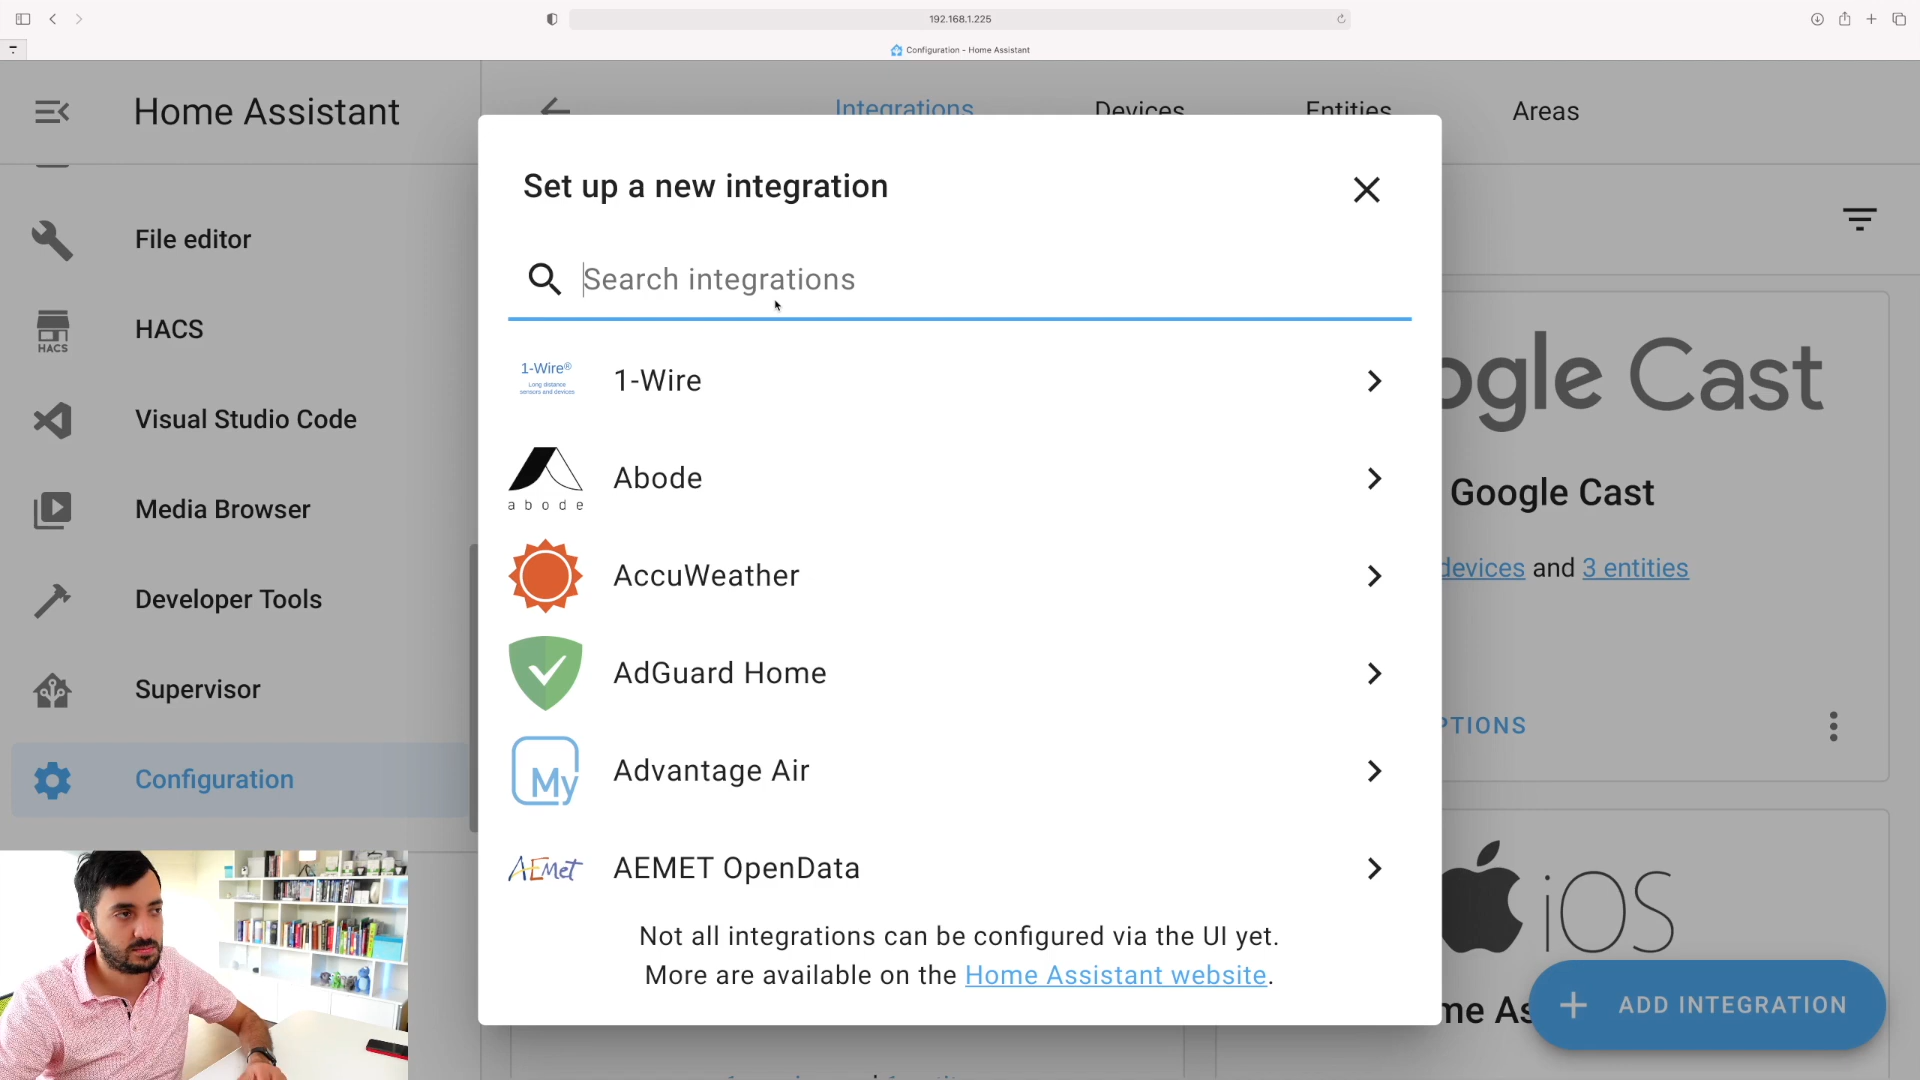 192.168.1.225
Configuration - Home Assistant
Home Assistant
Integrations
Devices
Entities
Areas
Set up a new integration
Search integrations
File editor
HACS
HACS
Visual Studio Code
Media Browser
Developer Tools
Supervisor
Configuration
1-Wire®
Long distance
sensors and devices
1-Wire
abode
Abode
AccuWeather
AdGuard Home
My
Advantage Air
AEMet
AEMET OpenData
Not all integrations can be configured via the UI yet.
More are available on the Home Assistant website.
ogle Cast
Google Cast
devices and 3 entities
PTIONS
iOS
me As
ADD INTEGRATION